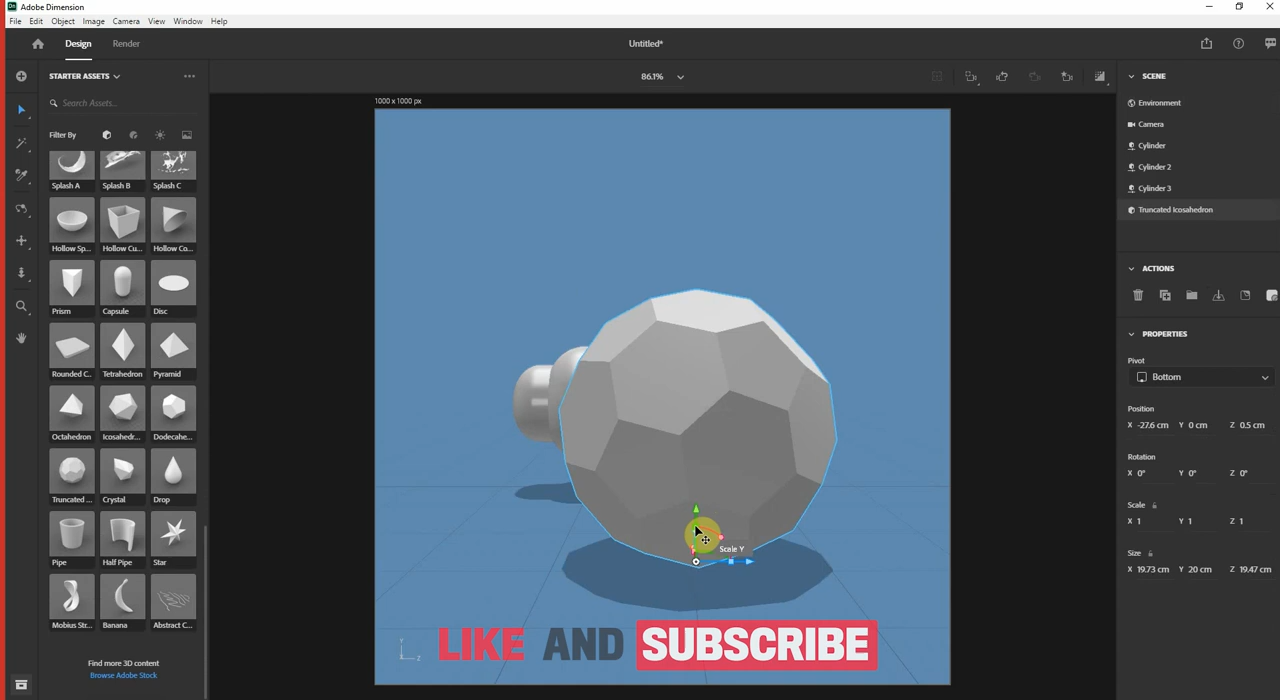 Dn Adobe Dimension
File Edit Object Image Camera View Window Help
Design Render Untitled*
STARTER ASSETS
86.1%
Search Assets...
Filter By
Splash A Splash B Splash C
Hollow Sp... Hollow Cu... Hollow Co...
Prism Capsule Disc
Rounded C... Tetrahedron Pyramid
Octahedron Icosahedr... Dodecahe...
Truncated ... Crystal Drop
Pipe Half Pipe Star
Mobius Str... Banana Abstract C...
Find more 3D content
Browse Adobe Stock
1000 x 1000 px
Scale Y
Y
Z
LIKE AND SUBSCRIBE
SCENE
Environment
Camera
Cylinder
Cylinder 2
Cylinder 3
Truncated Icosahedron
ACTIONS
PROPERTIES
Pivot
Bottom
Position
X -27.6 cm Y 0 cm Z 0.5 cm
Rotation
X 0° Y 0° Z 0°
Scale
X 1 Y 1 Z 1
Size
X 19.73 cm Y 20 cm Z 19.47 cm